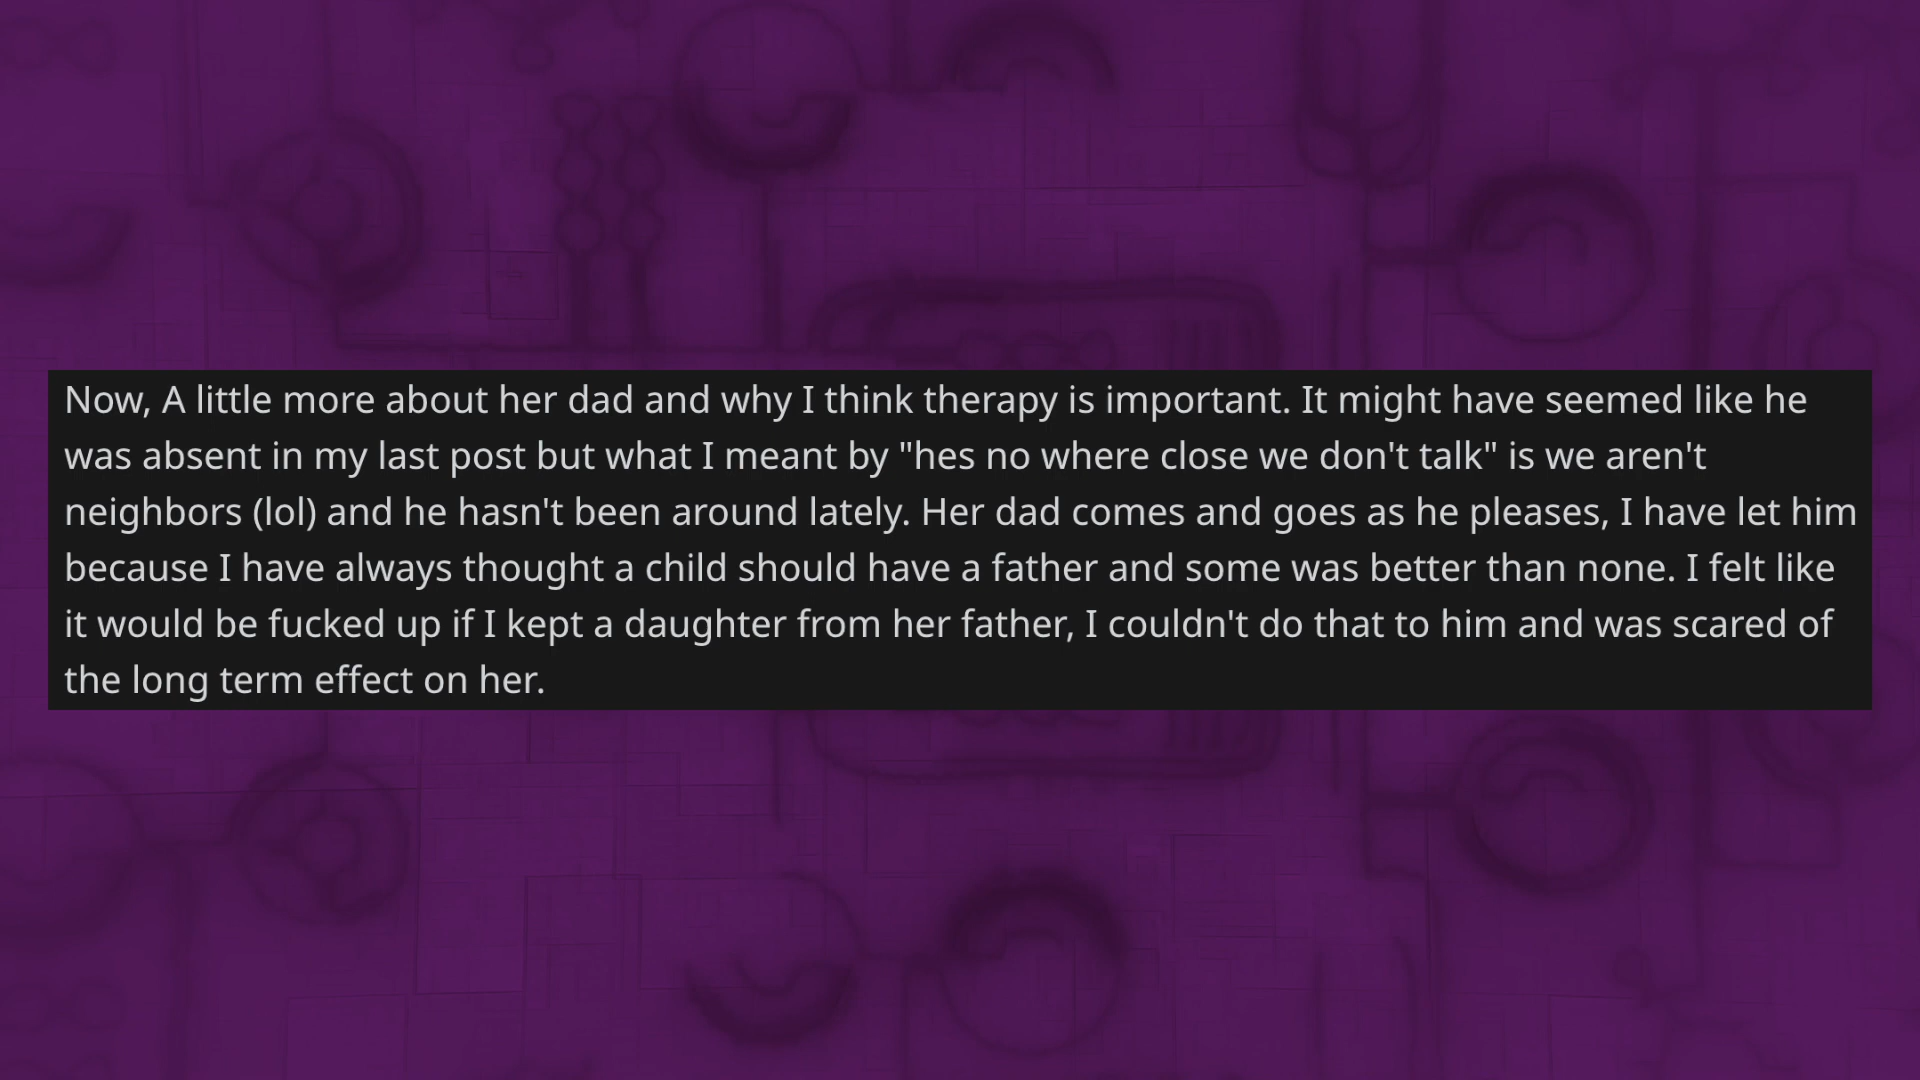 Now, A little more about her dad and why I think therapy is important. It might have seemed like he
was absent in my last post but what I meant by "hes no where close we don't talk" is we aren't
neighbors (lol) and he hasn't been around lately. Her dad comes and goes as he pleases, I have let him
because I have always thought a child should have a father and some was better than none. I felt like
it would be fucked up if I kept a daughter from her father, I couldn't do that to him and was scared of
the long term effect on her.